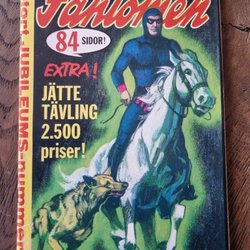 Fantomen
84
SIDOR!
EXTRA!
JÄTTE
TÄVLING
2.500
priser!
JUBILEUMS-nummer